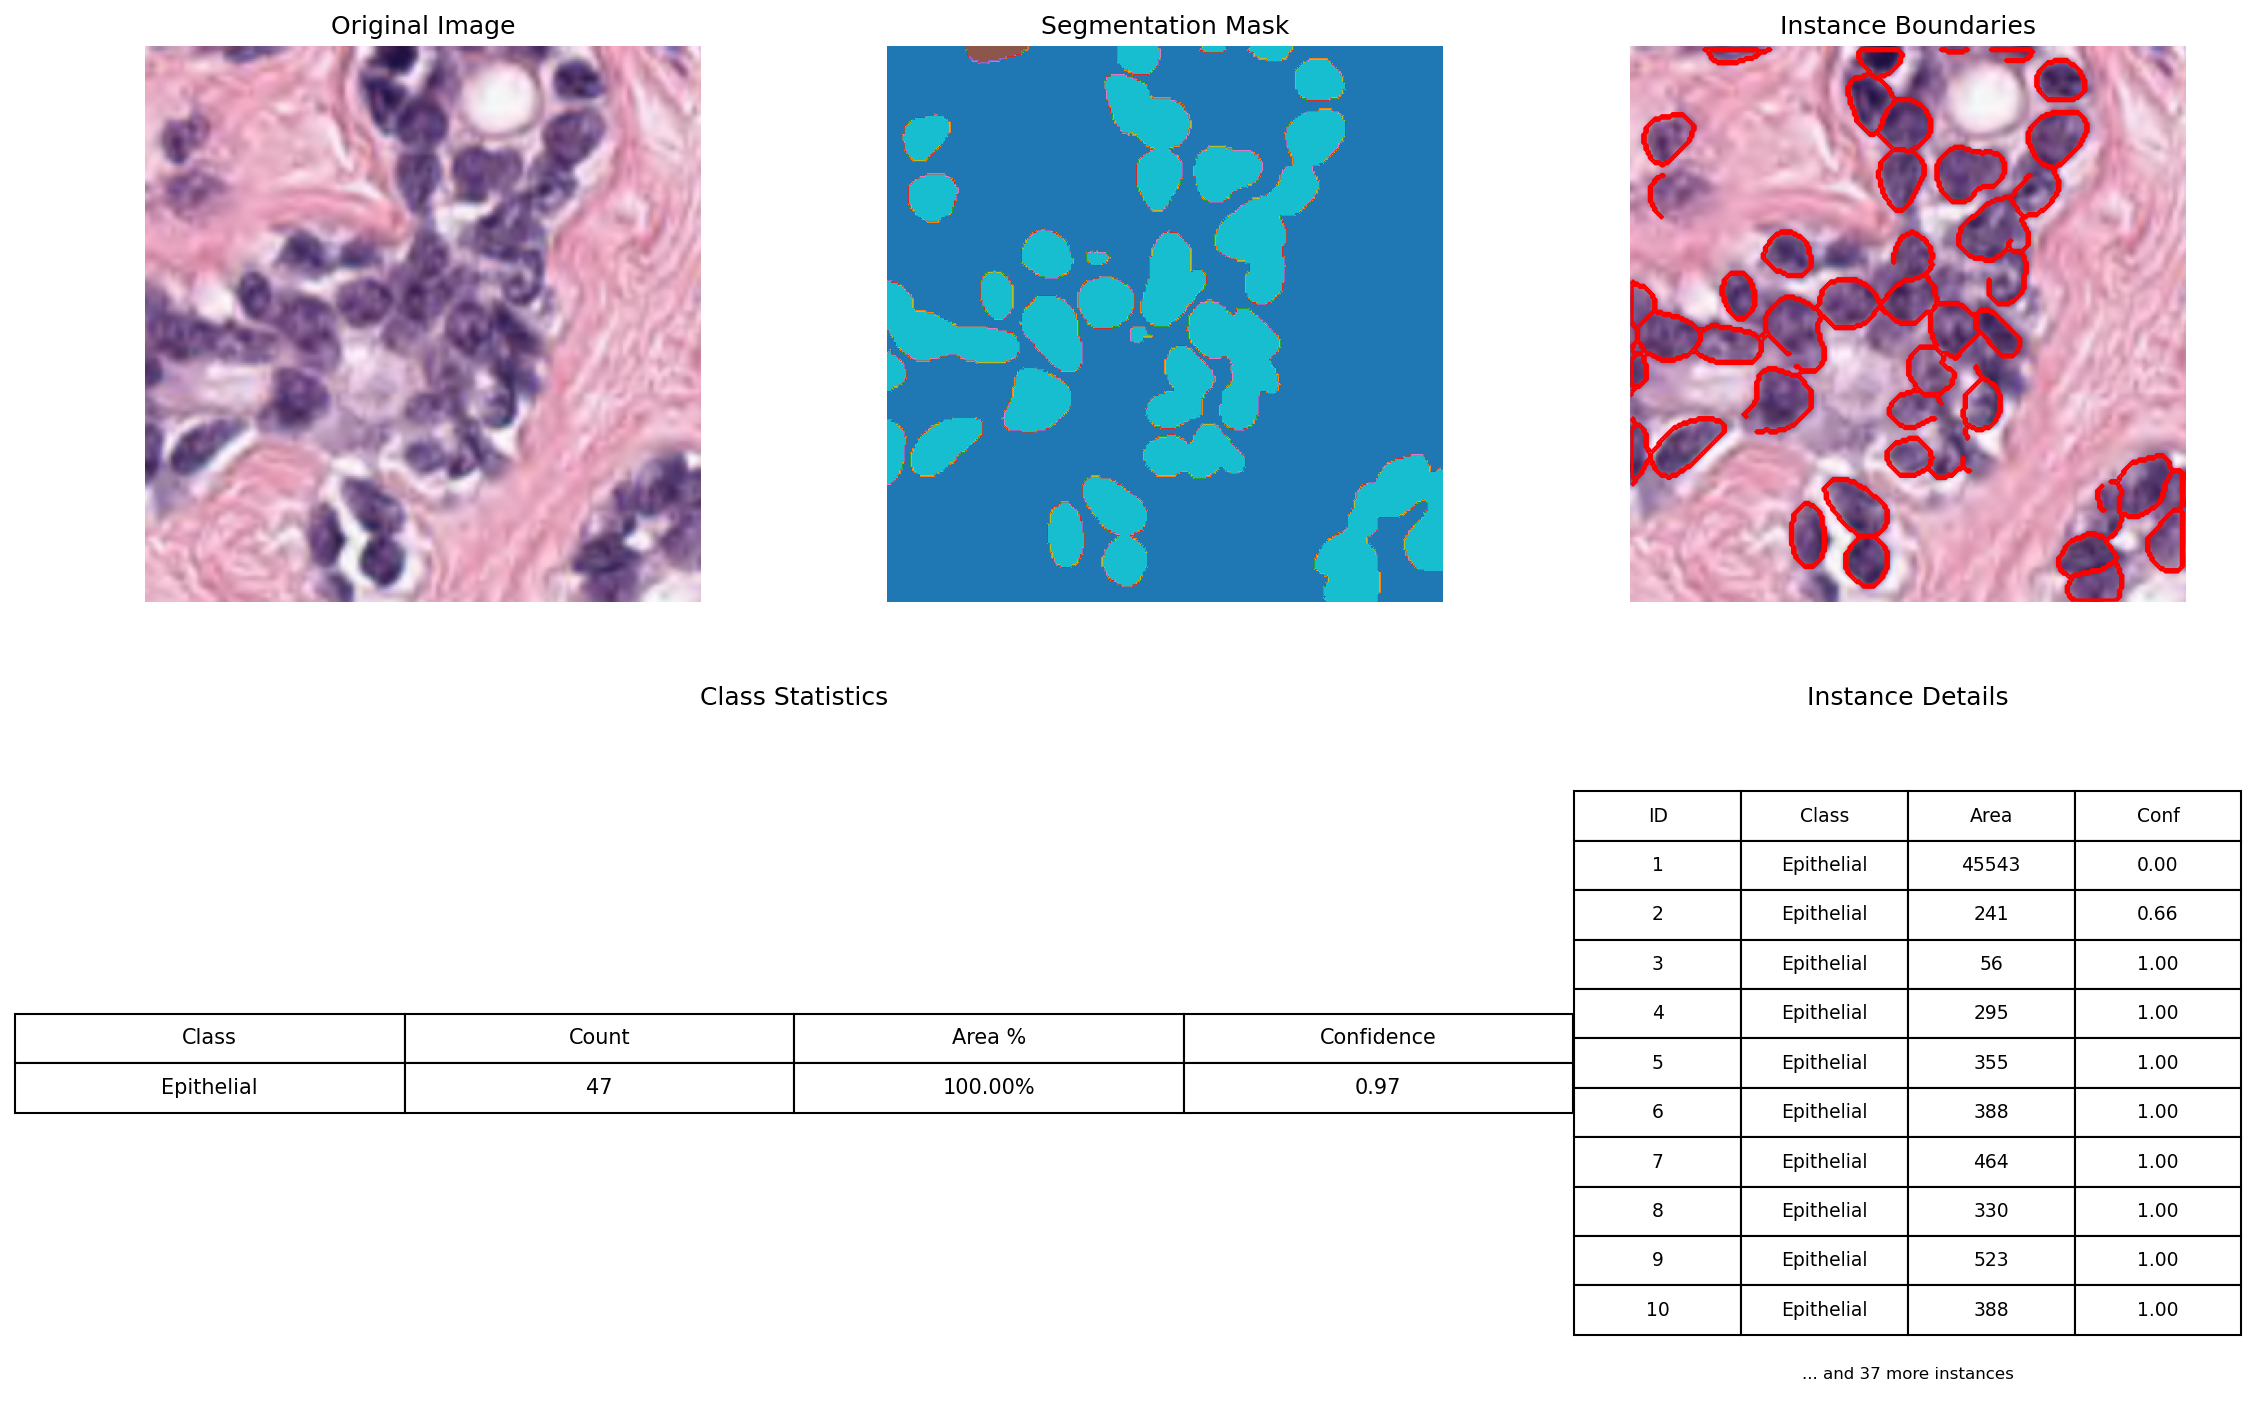 Original Image
Segmentation Mask
Instance Boundaries
Class Statistics
Class Count Area % Confidence
Epithelial 47 100.00% 0.97
Instance Details
ID Class Area Conf
1 Epithelial 45543 0.00
2 Epithelial 241 0.66
3 Epithelial 56 1.00
4 Epithelial 295 1.00
5 Epithelial 355 1.00
6 Epithelial 388 1.00
7 Epithelial 464 1.00
8 Epithelial 330 1.00
9 Epithelial 523 1.00
10 Epithelial 388 1.00
... and 37 more instances